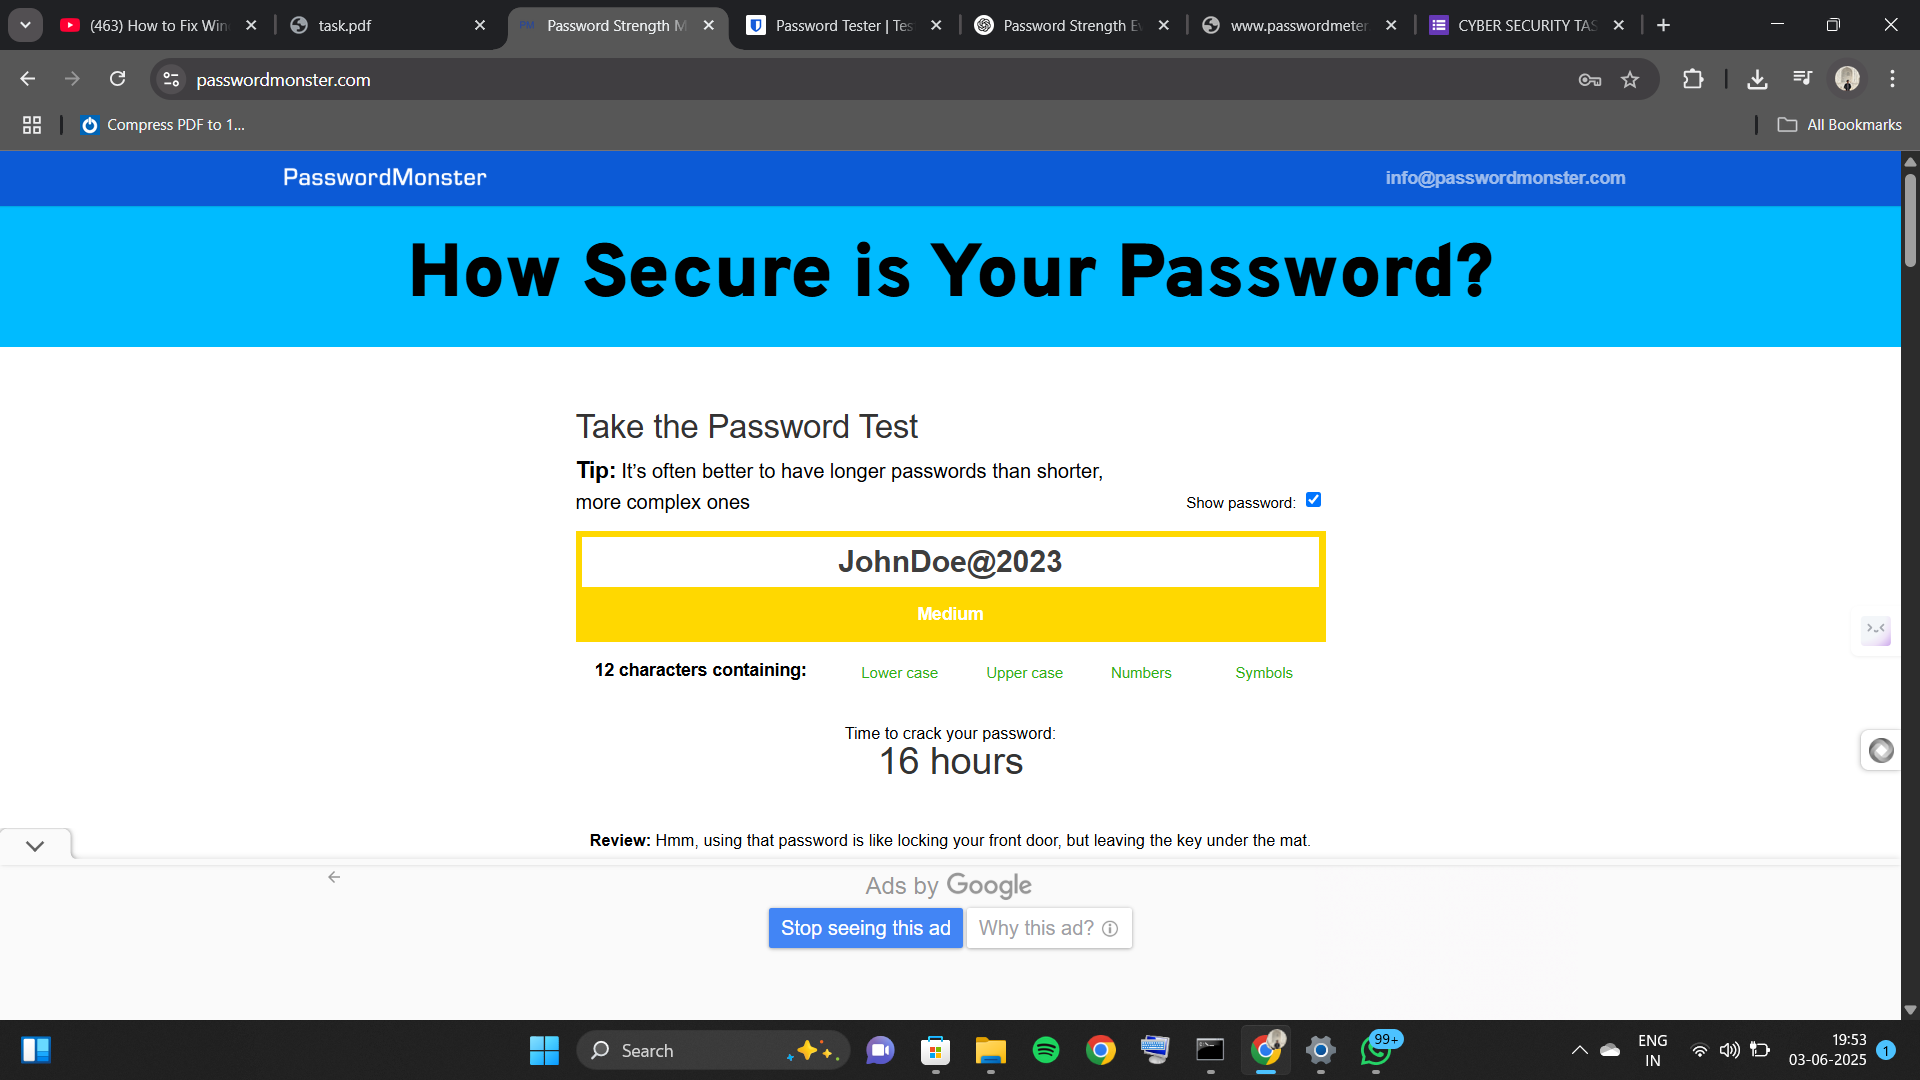 (463) How to Fix Win
task.pdf
PM Password Strength M
Password Tester | Tes
Password Strength Ev
www.passwordmeter
CYBER SECURITY TAS
passwordmonster.com
Compress PDF to 1...
All Bookmarks
PasswordMonster
info@passwordmonster.com
How Secure is Your Password?
Take the Password Test
Tip: It's often better to have longer passwords than shorter,
more complex ones
Show password:
JohnDoe@2023
Medium
12 characters containing:
Lower case
Upper case
Numbers
Symbols
Time to crack your password:
16 hours
Review: Hmm, using that password is like locking your front door, but leaving the key under the mat.
Ads by Google
Stop seeing this ad
Why this ad?
Search
99+
ENG
IN
19:53
03-06-2025
1